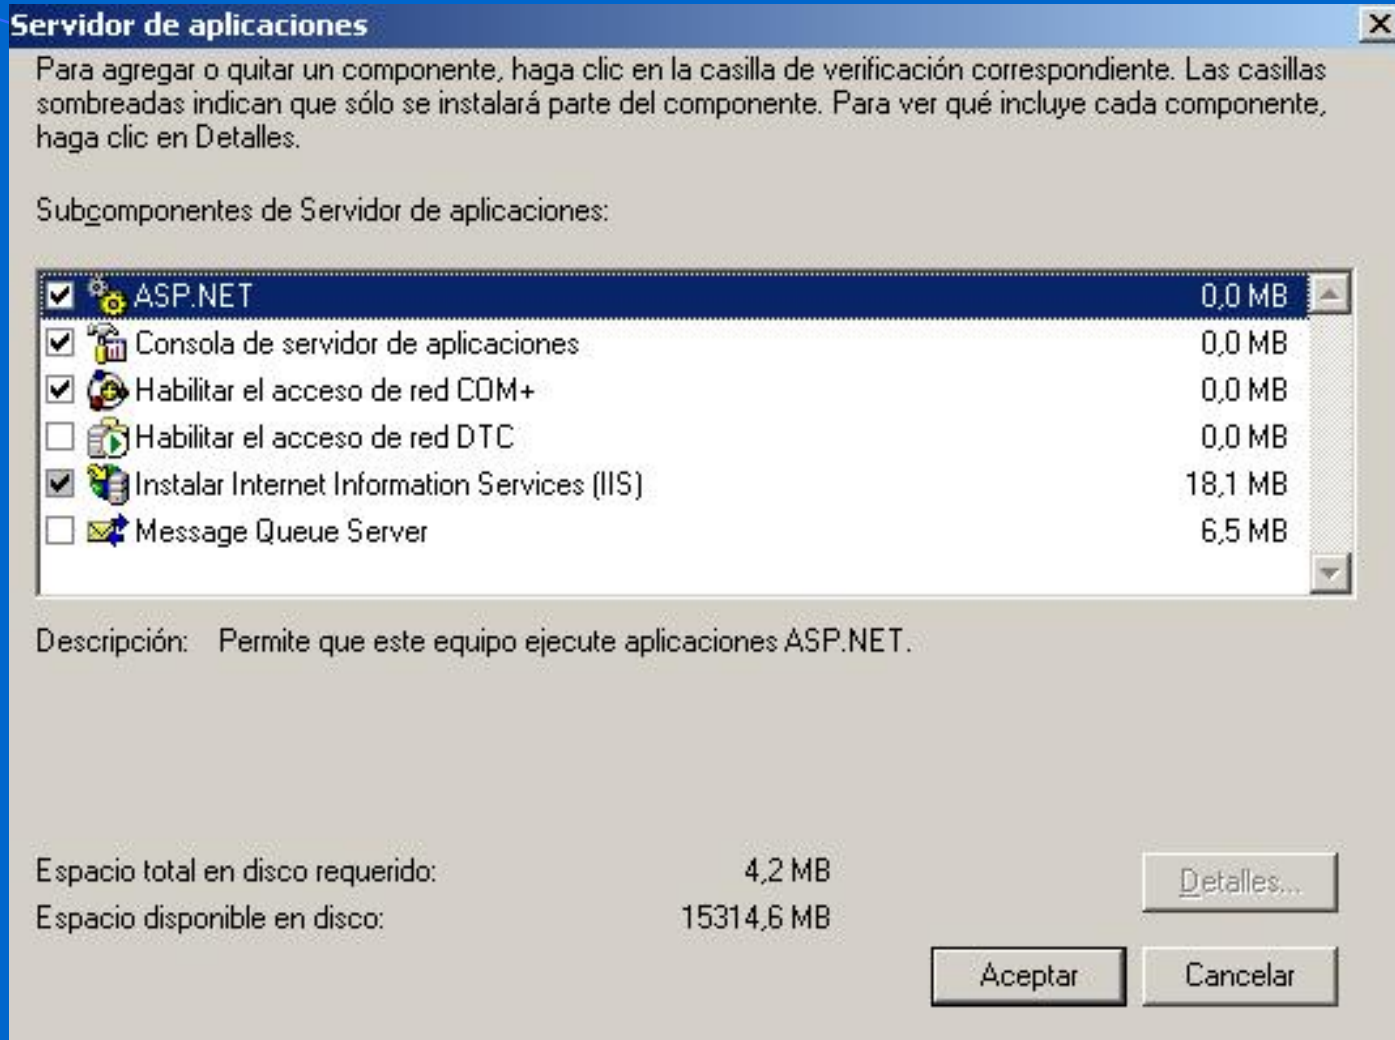 Servidor de aplicaciones
Para agregar o quitar un componente, haga clic en la casilla de verificación correspondiente. Las casillas
sombreadas indican que sólo se instalará parte del componente. Para ver qué incluye cada componente,
haga clic en Detalles.
Subcomponentes de Servidor de aplicaciones:
ASP.NET 0,0 MB
Consola de servidor de aplicaciones 0,0 MB
Habilitar el acceso de red COM+ 0,0 MB
Habilitar el acceso de red DTC 0,0 MB
Instalar Internet Information Services (IIS) 18,1 MB
Message Queue Server 6,5 MB
Descripción: Permite que este equipo ejecute aplicaciones ASP.NET.
Espacio total en disco requerido: 4,2 MB
Detalles...
Espacio disponible en disco: 15314,6 MB
Aceptar Cancelar